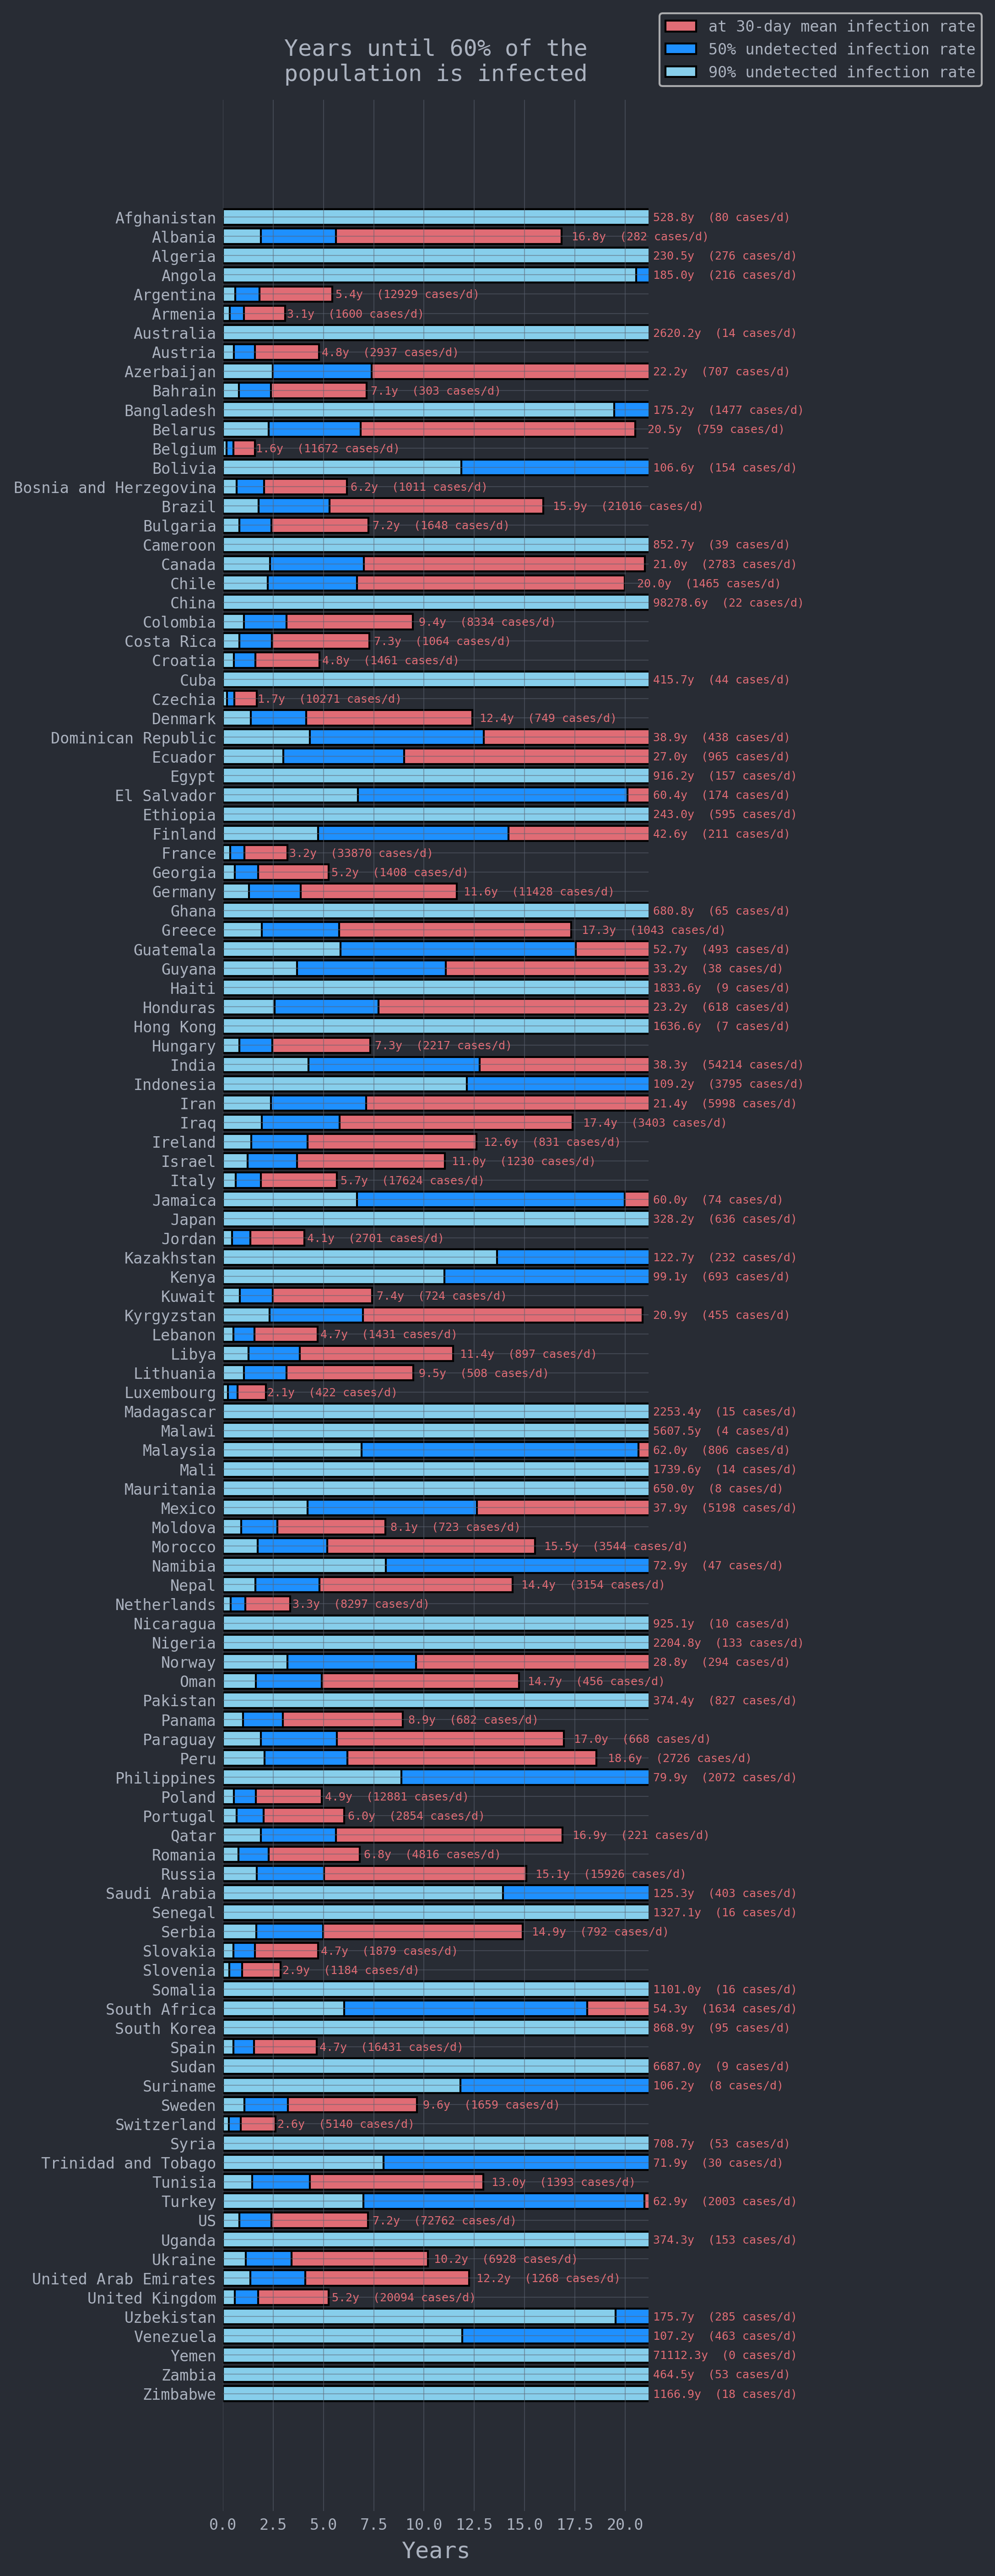 at 30-day mean infection rate
Years until 60% of the
50% undetected infection rate
population is infected
90% undetected infection rate
Afghanistan 528.8y (80 cases/d)
Albania 16.8y (282 cases/d)
Algeria 230.5y (276 cases/d)
Angola 185.0y (216 cases/d)
Argentina 5.4y (12929 cases/d)
Armenia 3.1y (1600 cases/d)
Australia 2620.2y (14 cases/d)
Austria 4.8y (2937 cases/d)
Azerbaijan 22.2y (707 cases/d)
Bahrain 7.1y (303 cases/d)
Bangladesh 175.2y (1477 cases/d)
Belarus 20.5y (759 cases/d)
Belgium 1.6y (11672 cases/d)
Bolivia 106.6y (154 cases/d)
Bosnia and Herzegovina 6.2y (1011 cases/d)
Brazil 15.9y (21016 cases/d)
Bulgaria 7.2y (1648 cases/d)
Cameroon 852.7y (39 cases/d)
Canada 21.0y (2783 cases/d)
Chile 20.0y (1465 cases/d)
China 98278.6y (22 cases/d)
Colombia 9.4y (8334 cases/d)
Costa Rica 7.3y (1064 cases/d)
Croatia 4.8y (1461 cases/d)
Cuba 415.7y (44 cases/d)
Czechia 1.7y (10271 cases/d)
Denmark 12.4y (749 cases/d)
Dominican Republic 38.9y (438 cases/d)
Ecuador 27.0y (965 cases/d)
Egypt 916.2y (157 cases/d)
El Salvador 60.4y (174 cases/d)
Ethiopia 243.0y (595 cases/d)
Finland 42.6y (211 cases/d)
France 3.2y (33870 cases/d)
Georgia 5.2y (1408 cases/d)
Germany 11.6y (11428 cases/d)
Ghana 680.8y (65 cases/d)
Greece 17.3y (1043 cases/d)
Guatemala 52.7y (493 cases/d)
Guyana 33.2y (38 cases/d)
Haiti 1833.6y (9 cases/d)
Honduras 23.2y (618 cases/d)
Hong Kong 1636.6y (7 cases/d)
Hungary 7.3y (2217 cases/d)
India 38.3y (54214 cases/d)
Indonesia 109.2y (3795 cases/d)
Iran 21.4y (5998 cases/d)
Iraq 17.4y (3403 cases/d)
Ireland 12.6y (831 cases/d)
Israel 11.0y (1230 cases/d)
Italy 5.7y (17624 cases/d)
Jamaica 60.0y (74 cases/d)
Japan 328.2y (636 cases/d)
Jordan 4.1y (2701 cases/d)
Kazakhstan 122.7y (232 cases/d)
Kenya 99.1y (693 cases/d)
Kuwait 7.4y (724 cases/d)
Kyrgyzstan 20.9y (455 cases/d)
Lebanon 4.7y (1431 cases/d)
Libya 11.4y (897 cases/d)
Lithuania 9.5y (508 cases/d)
Luxembourg 2.1y (422 cases/d)
Madagascar 2253.4y (15 cases/d)
Malawi 5607.5y (4 cases/d)
Malaysia 62.0y (806 cases/d)
Mali 1739.6y (14 cases/d)
Mauritania 650.0y (8 cases/d)
Mexico 37.9y (5198 cases/d)
Moldova 8.1y (723 cases/d)
Morocco 15.5y (3544 cases/d)
Namibia 72.9y (47 cases/d)
Nepal 14.4y (3154 cases/d)
Netherlands 3.3y (8297 cases/d)
Nicaragua 925.1y (10 cases/d)
Nigeria 2204.8y (133 cases/d)
Norway 28.8y (294 cases/d)
Oman 14.7y (456 cases/d)
Pakistan 374.4y (827 cases/d)
Panama 8.9y (682 cases/d)
Paraguay 17.0y (668 cases/d)
Peru 18.6y (2726 cases/d)
Philippines 79.9y (2072 cases/d)
Poland 4.9y (12881 cases/d)
Portugal 6.0y (2854 cases/d)
Qatar 16.9y (221 cases/d)
Romania 6.8y (4816 cases/d)
Russia 15.1y (15926 cases/d)
Saudi Arabia 125.3y (403 cases/d)
Senegal 1327.1y (16 cases/d)
Serbia 14.9y (792 cases/d)
Slovakia 4.7y (1879 cases/d)
Slovenia 2.9y (1184 cases/d)
Somalia 1101.0y (16 cases/d)
South Africa 54.3y (1634 cases/d)
South Korea 868.9y (95 cases/d)
Spain 4.7y (16431 cases/d)
Sudan 6687.0y (9 cases/d)
Suriname 106.2y (8 cases/d)
Sweden 9.6y (1659 cases/d)
Switzerland 2.6y (5140 cases/d)
Syria 708.7y (53 cases/d)
Trinidad and Tobago 71.9y (30 cases/d)
Tunisia 13.0y (1393 cases/d)
Turkey 62.9y (2003 cases/d)
US 7.2y (72762 cases/d)
Uganda 374.3y (153 cases/d)
Ukraine 10.2y (6928 cases/d)
United Arab Emirates 12.2y (1268 cases/d)
United Kingdom 5.2y (20094 cases/d)
Uzbekistan 175.7y (285 cases/d)
Venezuela 107.2y (463 cases/d)
Yemen 71112.3y (0 cases/d)
Zambia 464.5y (53 cases/d)
Zimbabwe 1166.9y (18 cases/d)
0.0 2.5 5.0 7.5 10.0 12.5 15.0 17.5 20.0
Years